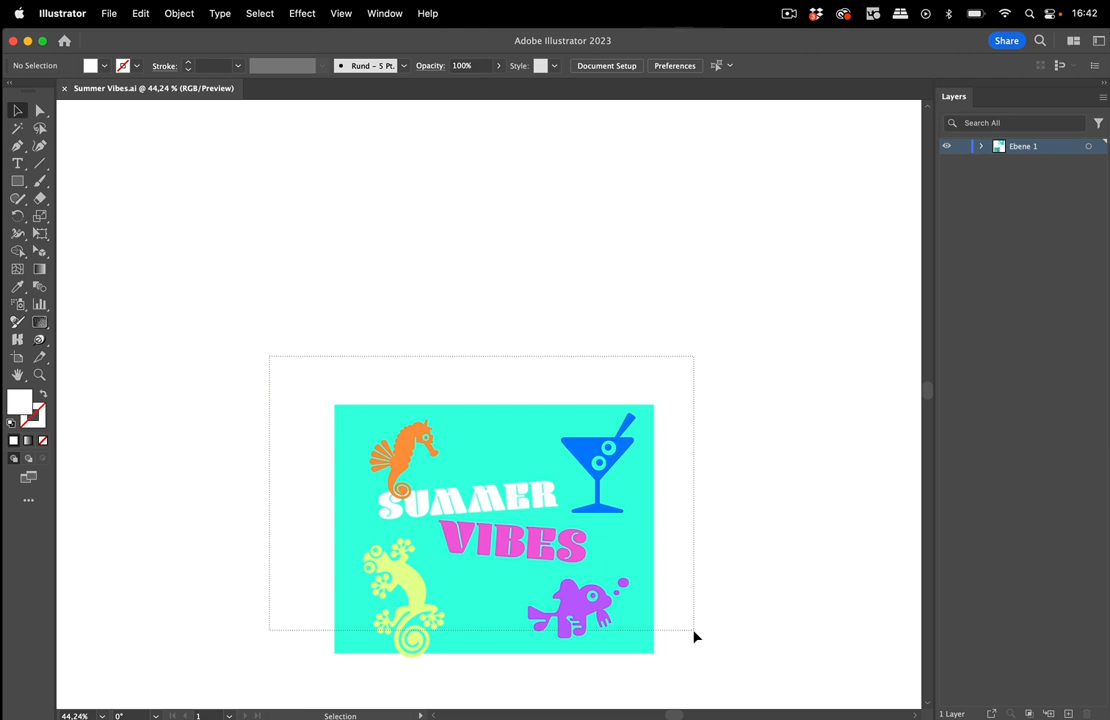 Illustrator File Edit Object Type Select Effect View Window Help 16:42
Adobe Illustrator 2023 Share
No Selection Stroke: Rund - 5 Pt. Opacity: 100% Style: Document Setup Preferences
Summer Vibes.ai @ 44,24 % (RGB/Preview)
Layers
Search All
Ebene 1
SUMMER
VIBES
44,24% 0° 1 Selection 1 Layer